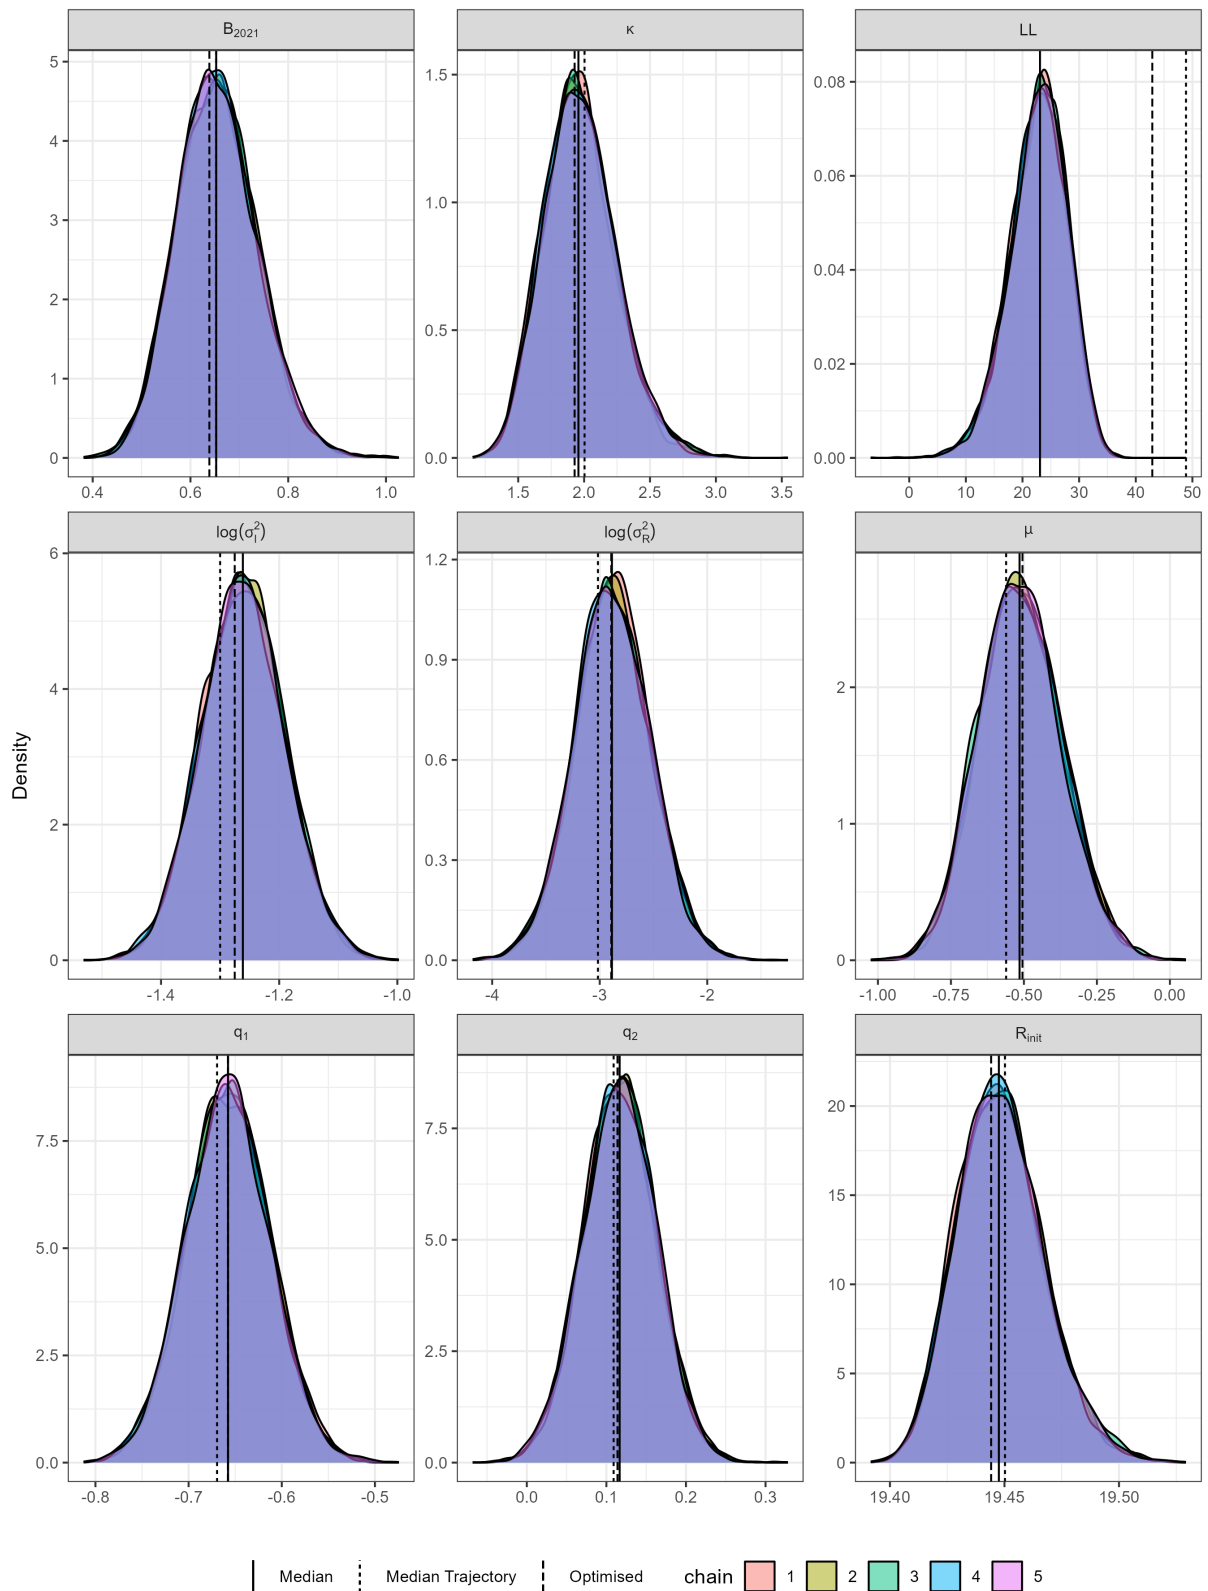 B2021
κ
LL
5
4
3
2
1
0
0.4 0.6 0.8 1.0
1.5
1.0
0.5
0.0
1.5 2.0 2.5 3.0 3.5
0.08
0.06
0.04
0.02
0.00
0 10 20 30 40 50
log(σ²I)
log(σ²R)
μ
6
4
2
0
-1.4 -1.2 -1.0
1.2
0.9
0.6
0.3
0.0
-4 -3 -2
2
1
0
-1.00 -0.75 -0.50 -0.25 0.00
Density
q1
q2
Rinit
7.5
5.0
2.5
0.0
-0.8 -0.7 -0.6 -0.5
7.5
5.0
2.5
0.0
0.0 0.1 0.2 0.3
20
15
10
5
0
19.40 19.45 19.50
Median Median Trajectory Optimised chain 1 2 3 4 5